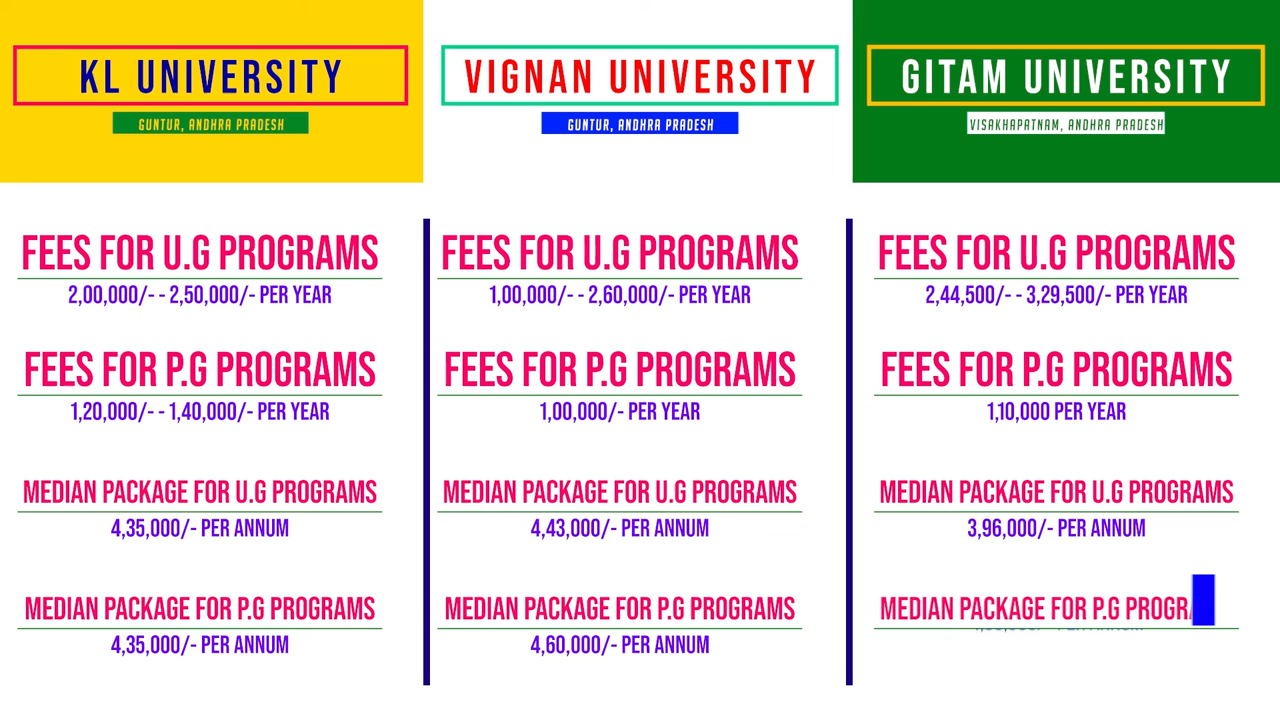 KL UNIVERSITY
GUNTUR, ANDHRA PRADESH
FEES FOR U.G PROGRAMS
2,00,000/- - 2,50,000/- PER YEAR
FEES FOR P.G PROGRAMS
1,20,000/- - 1,40,000/- PER YEAR
MEDIAN PACKAGE FOR U.G PROGRAMS
4,35,000/- PER ANNUM
MEDIAN PACKAGE FOR P.G PROGRAMS
4,35,000/- PER ANNUM
VIGNAN UNIVERSITY
GUNTUR, ANDHRA PRADESH
FEES FOR U.G PROGRAMS
1,00,000/- - 2,60,000/- PER YEAR
FEES FOR P.G PROGRAMS
1,00,000/- PER YEAR
MEDIAN PACKAGE FOR U.G PROGRAMS
4,43,000/- PER ANNUM
MEDIAN PACKAGE FOR P.G PROGRAMS
4,60,000/- PER ANNUM
GITAM UNIVERSITY
VISAKHAPATNAM, ANDHRA PRADESH
FEES FOR U.G PROGRAMS
2,44,500/- - 3,29,500/- PER YEAR
FEES FOR P.G PROGRAMS
1,10,000 PER YEAR
MEDIAN PACKAGE FOR U.G PROGRAMS
3,96,000/- PER ANNUM
MEDIAN PACKAGE FOR P.G